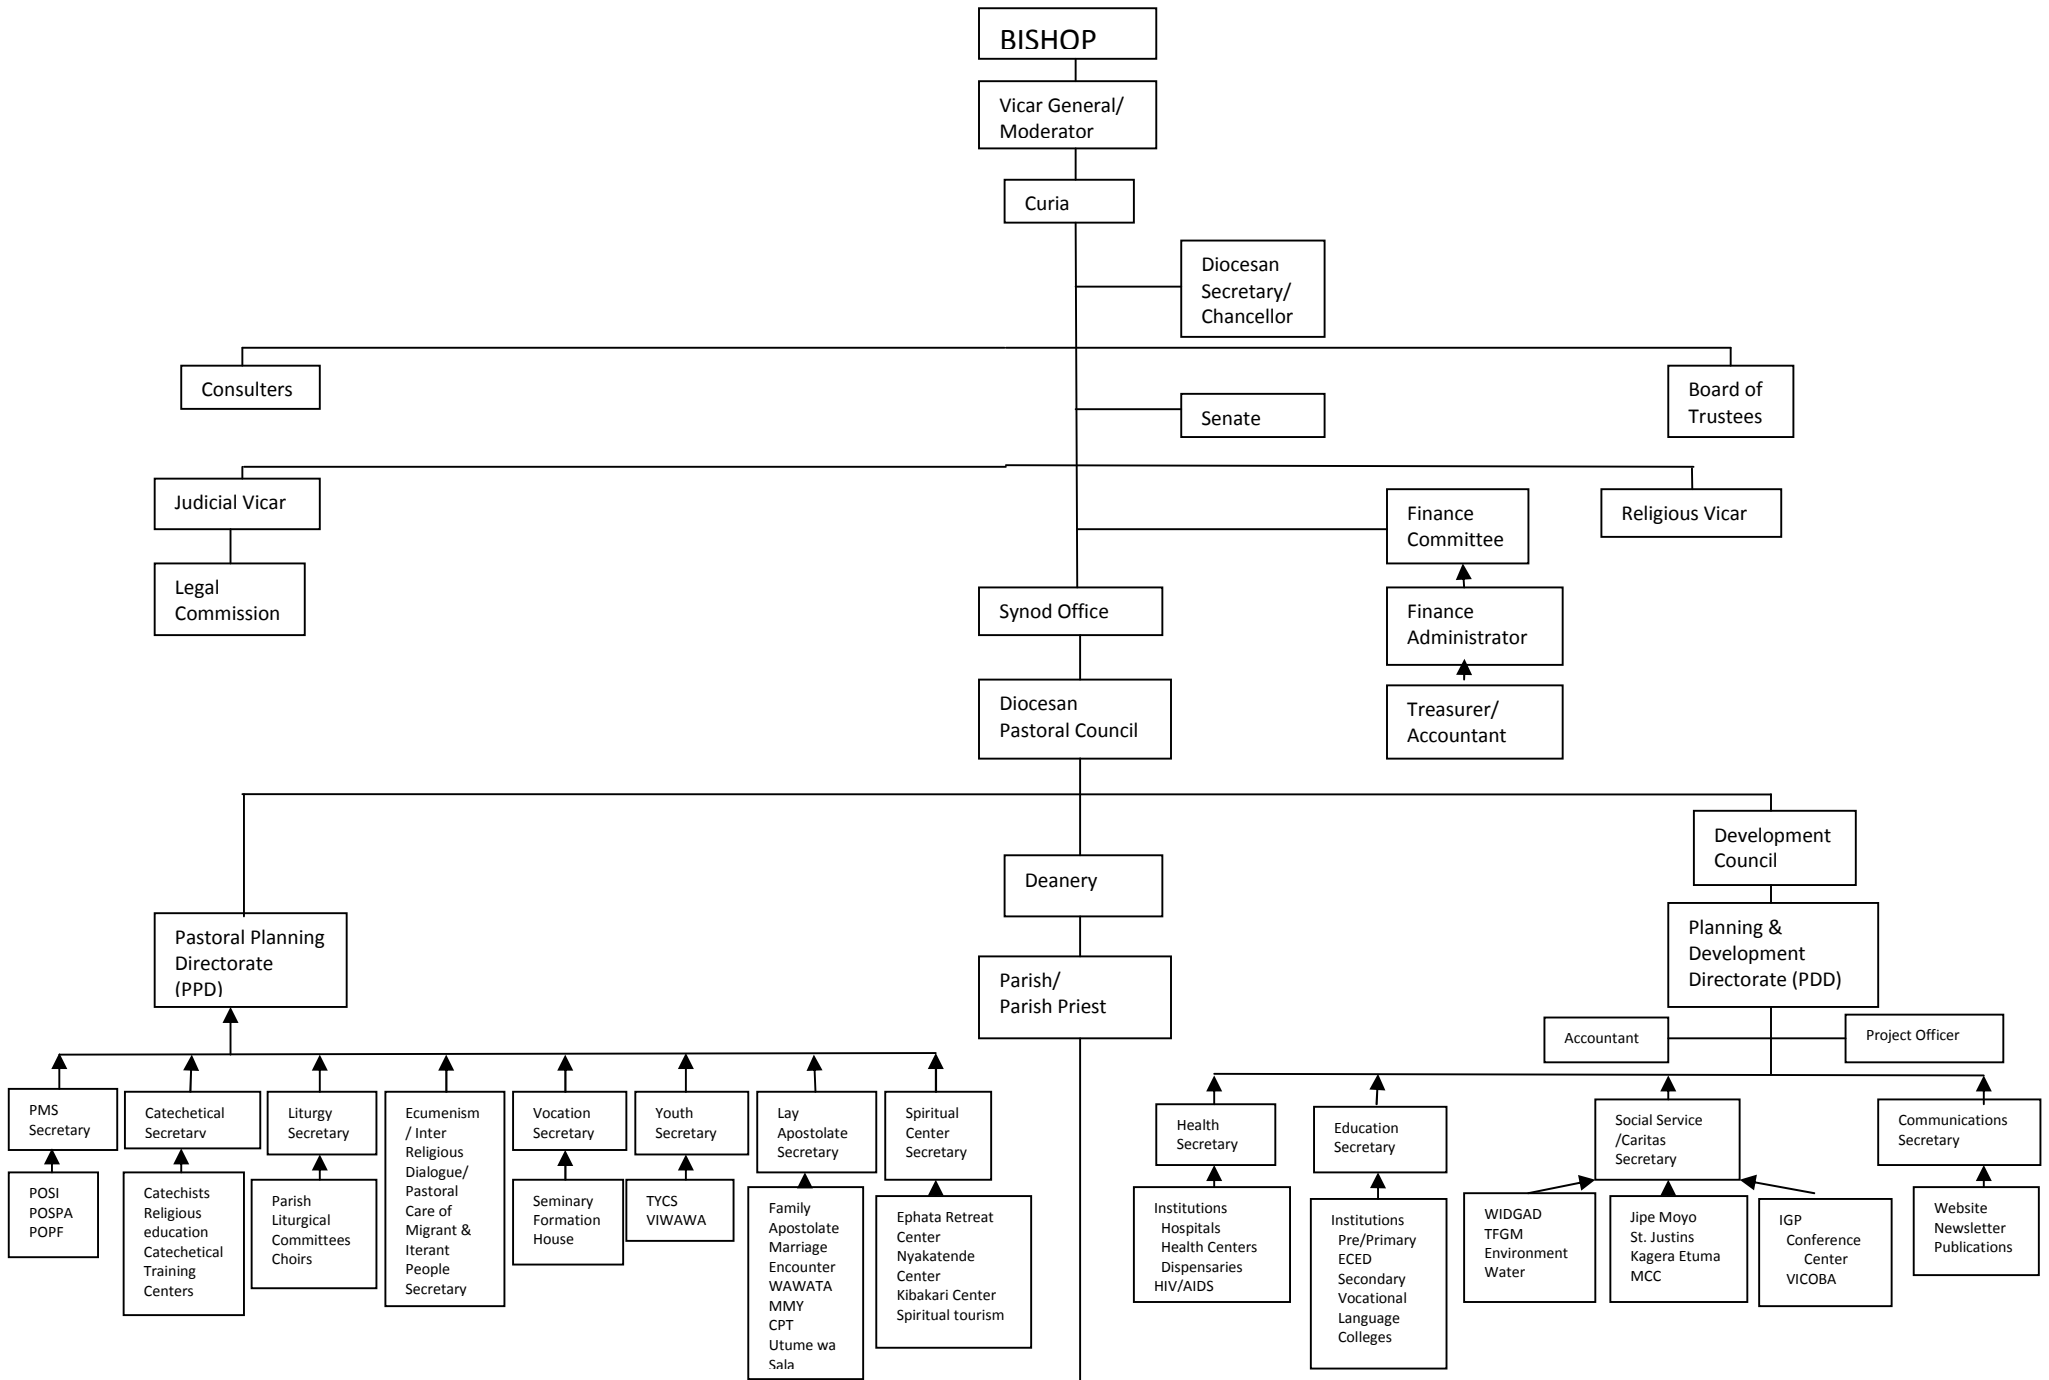 BISHOP
Vicar General/
Moderator
Curia
Diocesan
Secretary/
Chancellor
Consulters
Board of
Trustees
Senate
Judicial Vicar
Religious Vicar
Finance
Committee
Legal
Commission
Synod Office
Finance
Administrator
Diocesan
Pastoral Council
Treasurer/
Accountant
Development
Council
Deanery
Pastoral Planning
Directorate
(PPD)
Planning &
Development
Directorate (PDD)
Parish/
Parish Priest
Accountant
Project Officer
PMS
Secretary
Catechetical
Secretary
Liturgy
Secretary
Ecumenism
/ Inter
Religious
Dialogue/
Pastoral
Care of
Migrant &
Iterant
People
Secretary
Vocation
Secretary
Youth
Secretary
Lay
Apostolate
Secretary
Spiritual
Center
Secretary
Health
Secretary
Education
Secretary
Social Service
/Caritas
Secretary
Communications
Secretary
POSI
POSPA
POPF
Catechists
Religious
education
Catechetical
Training
Centers
Parish
Liturgical
Committees
Choirs
Seminary
Formation
House
TYCS
VIWAWA
Family
Apostolate
Marriage
Encounter
WAWATA
MMY
CPT
Utume wa
Sala
Ephata Retreat
Center
Nyakatende
Center
Kibakari Center
Spiritual tourism
Institutions
Hospitals
Health Centers
Dispensaries
HIV/AIDS
Institutions
Pre/Primary
ECED
Secondary
Vocational
Language
Colleges
WIDGAD
TFGM
Environment
Water
Jipe Moyo
St. Justins
Kagera Etuma
MCC
IGP
Conference
Center
VICOBA
Website
Newsletter
Publications